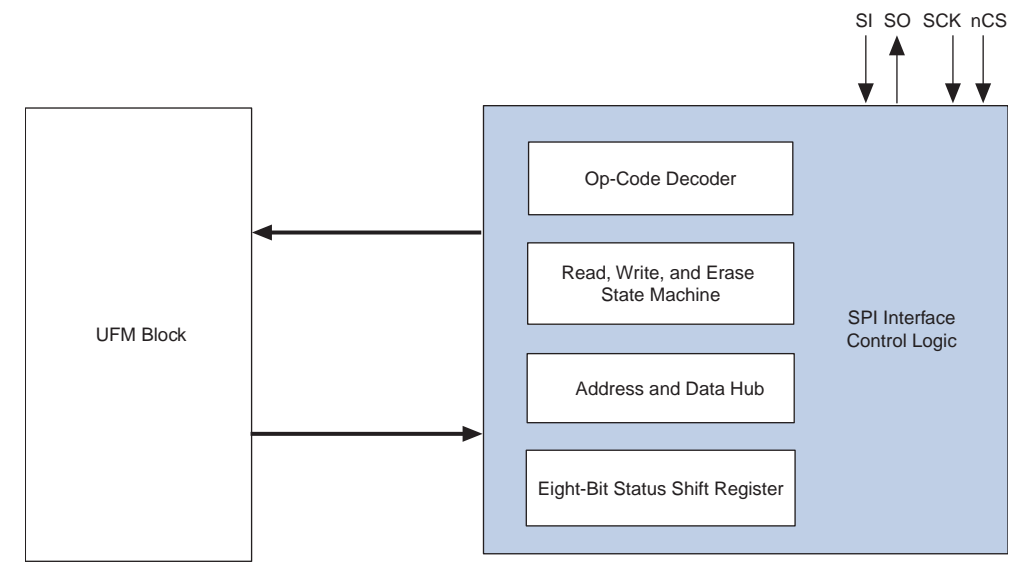 SI SO SCK nCS
Op-Code Decoder
Read, Write, and Erase
State Machine
UFM Block
SPI Interface
Control Logic
Address and Data Hub
Eight-Bit Status Shift Register